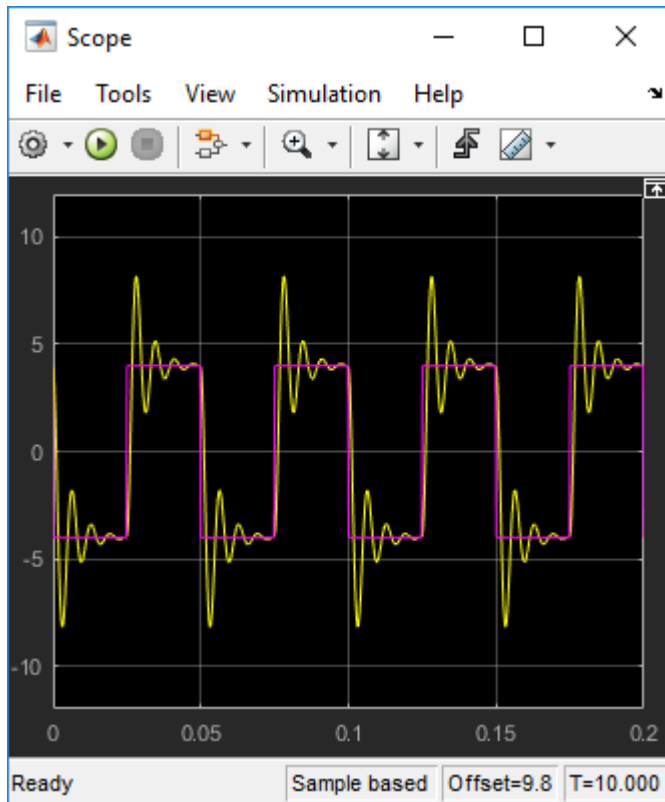 Scope
File Tools View Simulation Help
10
5
0
-5
-10
0 0.05 0.1 0.15 0.2
Ready Sample based Offset=9.8 T=10.000